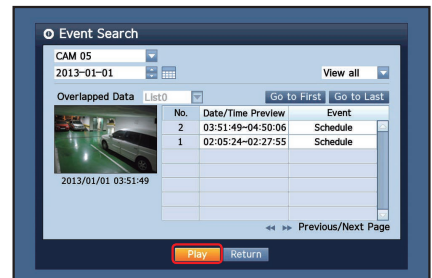 Event Search
CAM 05
2013-01-01
View all
Overlapped Data List0 Go to First Go to Last
No. Date/Time Preview Event
2 03:51:49~04:50:06 Schedule
1 02:05:24~02:27:55 Schedule
2013/01/01 03:51:49
Previous/Next Page
Play Return